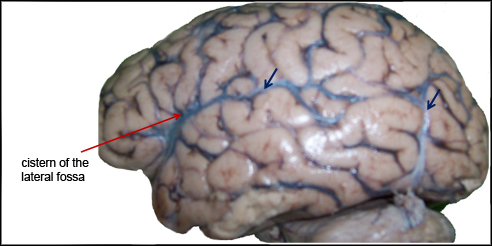 cistern of the
lateral fossa